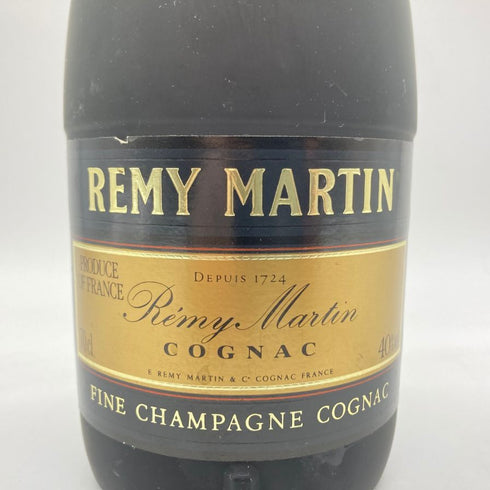 REMY MARTIN
PRODUCE
OF FRANCE
DEPUIS 1724
Rémy Martin
COGNAC
E. REMY MARTIN & Cº COGNAC FRANCE
FINE CHAMPAGNE COGNAC